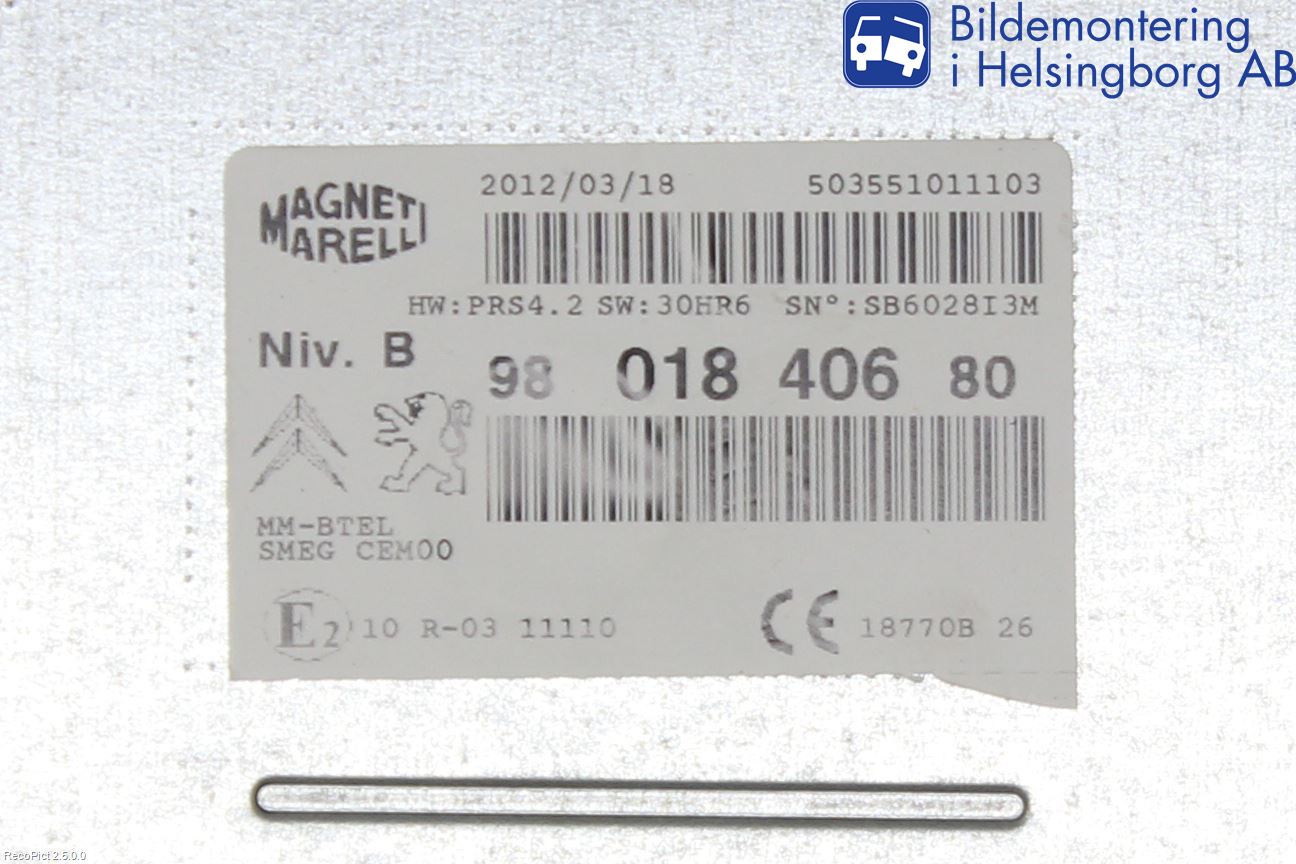 Bildemontering
i Helsingborg AB
MAGNETI
MARELLI
2012/03/18 503551011103
HW:PRS4.2 SW:30HR6 SN°:SB6028I3M
Niv. B
98 018 406 80
MM-BTEL
SMEG CEM00
E2 10 R-03 11110
CE 18770B 26
RecoPict 2.5.0.0